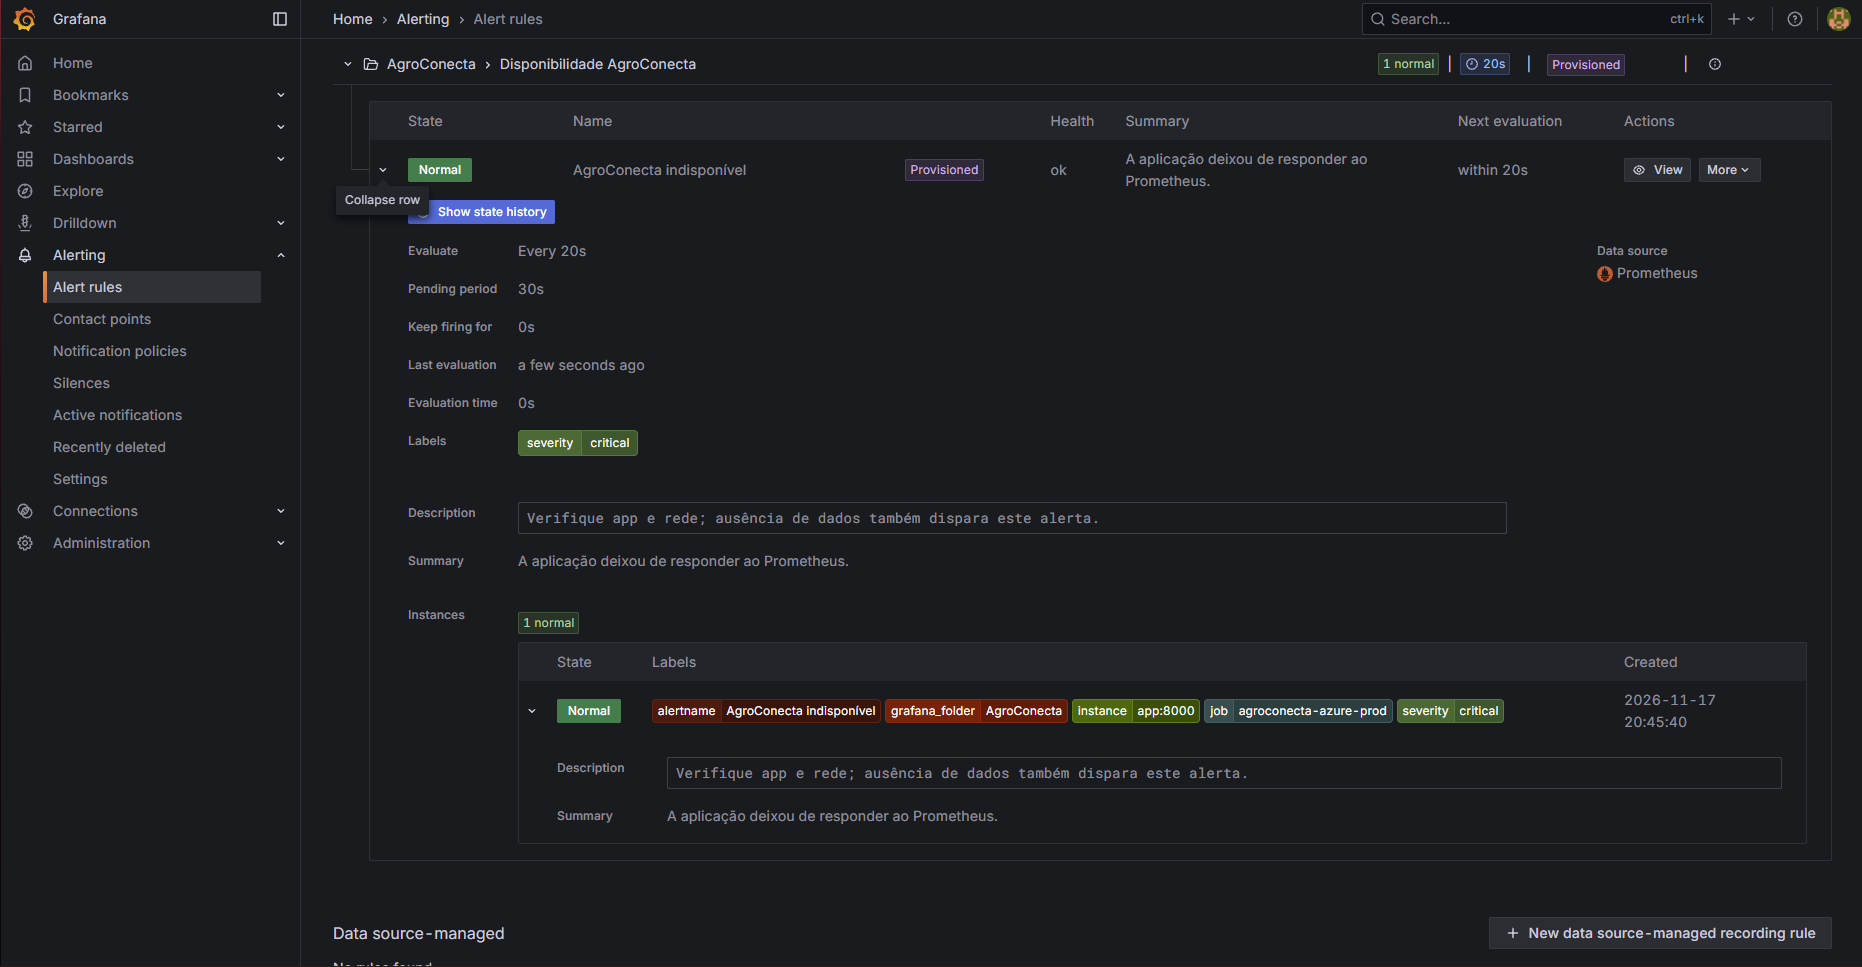 Grafana
Home › Alerting › Alert rules
Search...
ctrl+k
Home
Bookmarks
Starred
Dashboards
Explore
Drilldown
Alerting
Alert rules
Contact points
Notification policies
Silences
Active notifications
Recently deleted
Settings
Connections
Administration
AgroConecta › Disponibilidade AgroConecta
1 normal
20s
Provisioned
State Name Health Summary Next evaluation Actions
Normal AgroConecta indisponível Provisioned ok A aplicação deixou de responder ao
Prometheus.
within 20s View More
Collapse row
Show state history
Evaluate Every 20s
Data source
Prometheus
Pending period 30s
Keep firing for 0s
Last evaluation a few seconds ago
Evaluation time 0s
Labels severity critical
Description Verifique app e rede; ausência de dados também dispara este alerta.
Summary A aplicação deixou de responder ao Prometheus.
Instances 1 normal
State Labels Created
Normal alertname AgroConecta indisponível grafana_folder AgroConecta instance app:8000 job agroconecta-azure-prod severity critical 2026-11-17
20:45:40
Description Verifique app e rede; ausência de dados também dispara este alerta.
Summary A aplicação deixou de responder ao Prometheus.
Data source-managed
New data source-managed recording rule
No rules found